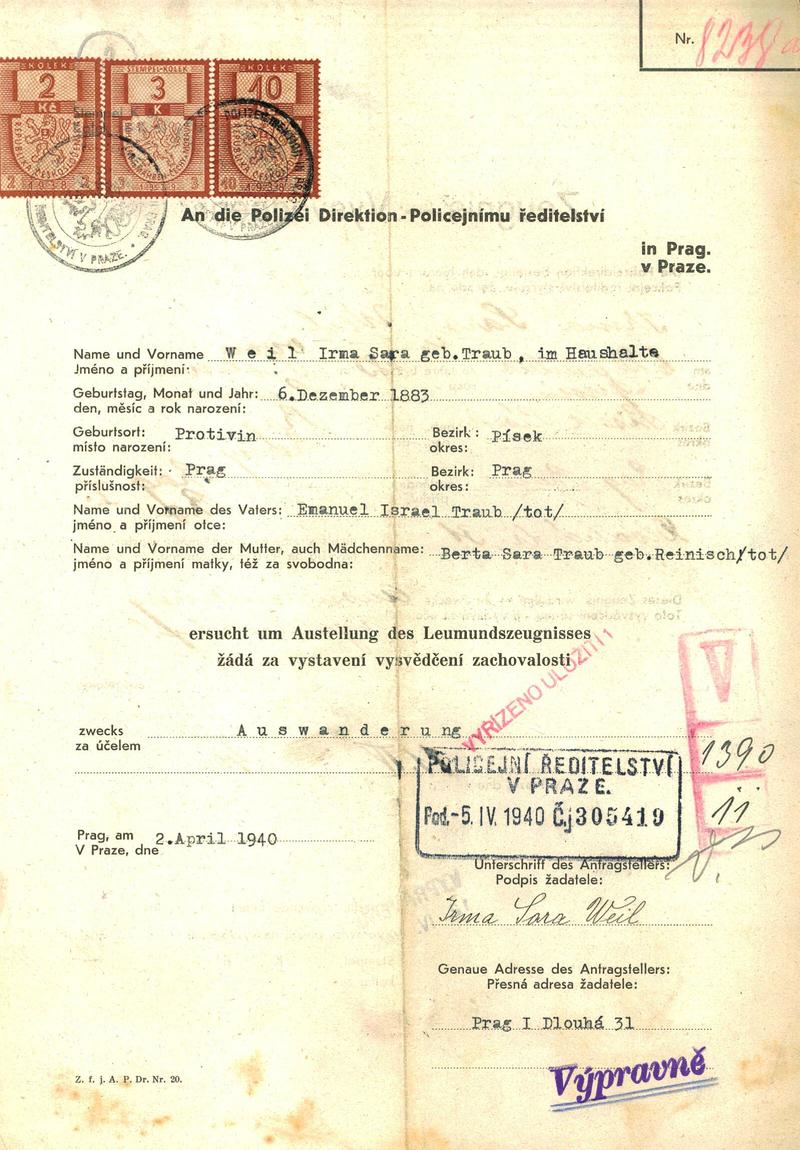 Nr. 8238 a
KOLEK
2
Kč
STEMPEL-KOLEK
3
K
KOLEK
10
An die Polizei Direktion - Policejnímu ředitelství
in Prag.
v Praze.
Name und Vorname W e i l Irma Sara geb.Traub, im Haushalte
Jméno a příjmení:
Geburtstag, Monat und Jahr: 6.Dezember 1883
den, měsíc a rok narození:
Geburtsort: Protivin Bezirk: Písek
místo narození: okres:
Zuständigkeit: Prag Bezirk: Prag
příslušnost: okres:
Name und Vorname des Vaters: Emanuel Israel Traub /tot/
jméno a příjmení otce:
Name und Vorname der Mutter, auch Mädchenname: Berta Sara Traub geb.Reinisch/tot/
jméno a příjmení matky, též za svobodna:
ersucht um Austellung des Leumundszeugnisses
žádá za vystavení vysvědčení zachovalosti
VYŘÍZENO ULOŽIT!
V
zwecks A u s w a n d e r u n g
za účelem
1390
11
POLICEJNÍ ŘEDITELSTVÍ
V PRAZE.
Pod.-5. IV. 1940 Čj 305419
Prag, am 2.April 1940
V Praze, dne
Unterschrift des Antragstellers:
Podpis žadatele:
Irma Sara Weil
Genaue Adresse des Antragstellers:
Přesná adresa žadatele:
Prag I Dlouhá 31
Z. f. j. A. P. Dr. Nr. 20.
Výpravně